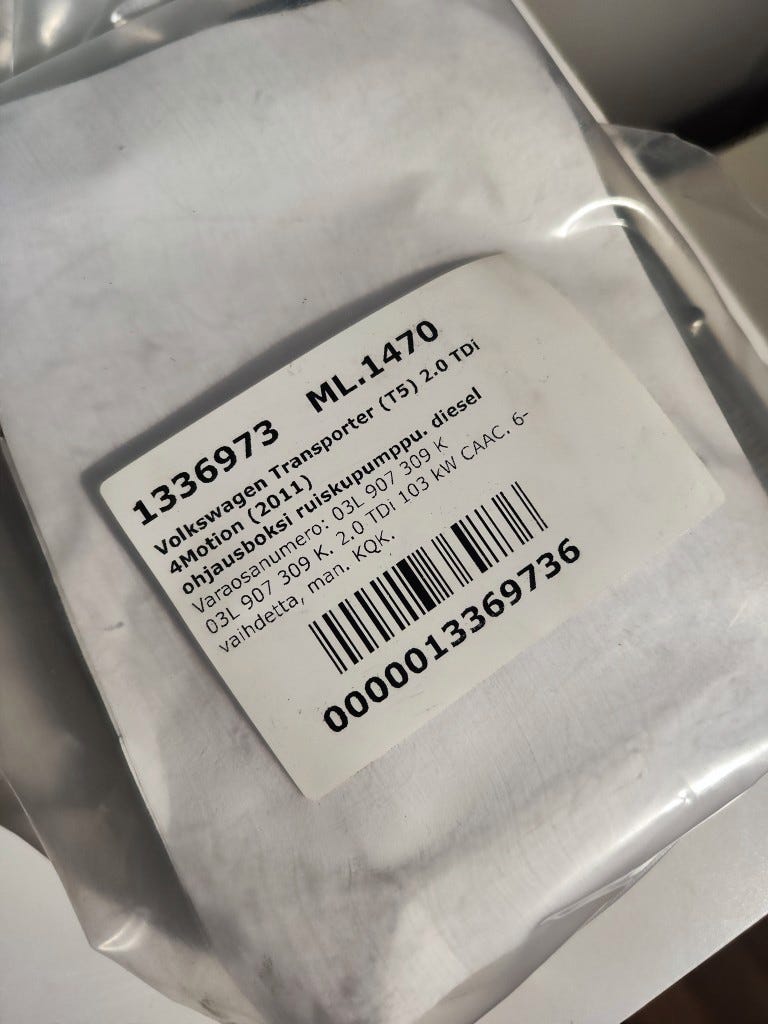 1336973 ML.1470
Volkswagen Transporter (T5) 2.0 TDi
4Motion (2011)
ohjausboksi ruiskupumppu. diesel
Varaosanumero: 03L 907 309 K
03L 907 309 K. 2.0 TDi 103 kW CAAC. 6-
vaihdetta, man. KQK.
0000013369736